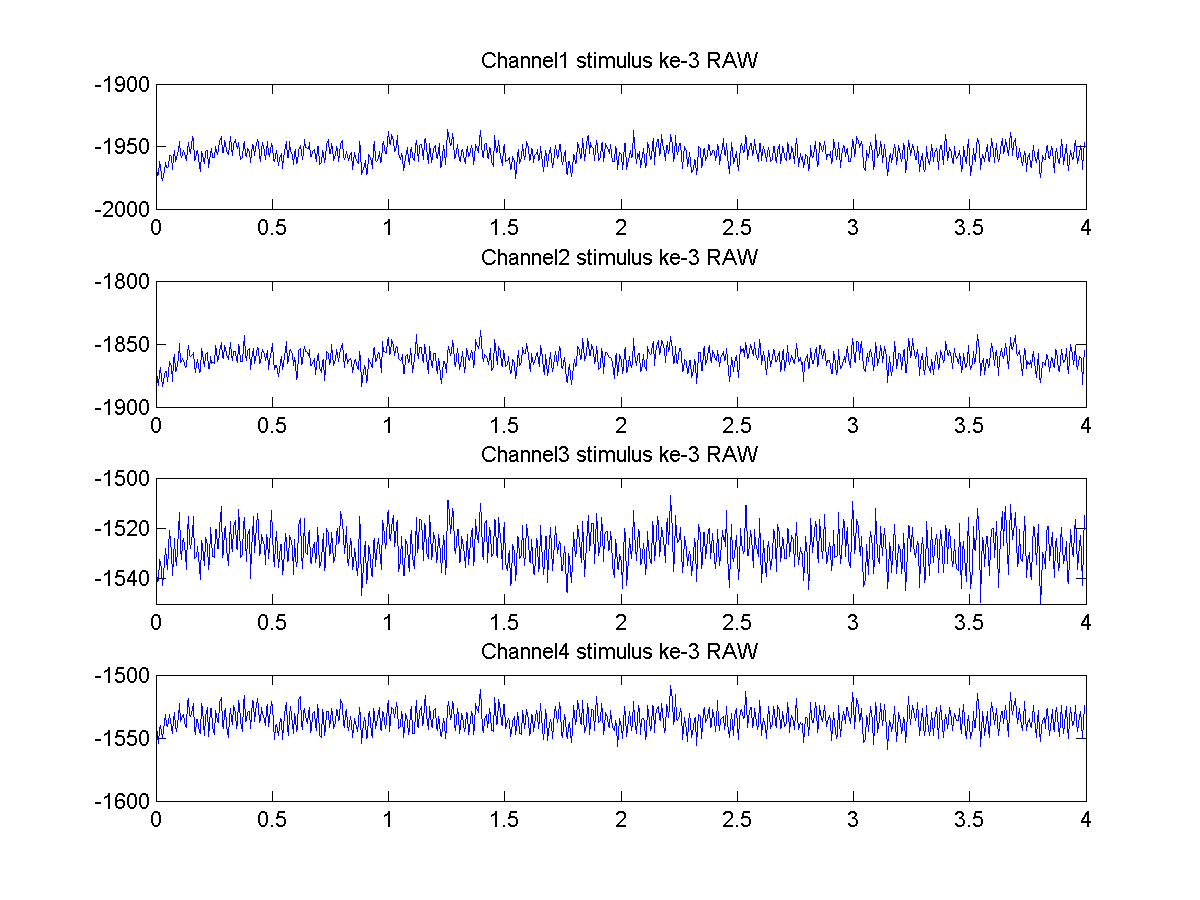 Channel1 stimulus ke-3 RAW
-1900
-1950
-2000
0 0.5 1 1.5 2 2.5 3 3.5 4
Channel2 stimulus ke-3 RAW
-1800
-1850
-1900
0 0.5 1 1.5 2 2.5 3 3.5 4
Channel3 stimulus ke-3 RAW
-1500
-1520
-1540
0 0.5 1 1.5 2 2.5 3 3.5 4
Channel4 stimulus ke-3 RAW
-1500
-1550
-1600
0 0.5 1 1.5 2 2.5 3 3.5 4